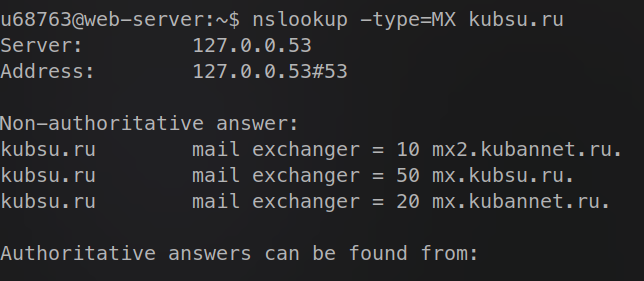 u68763@web-server:~$ nslookup -type=MX kubsu.ru
Server:         127.0.0.53
Address:        127.0.0.53#53

Non-authoritative answer:
kubsu.ru        mail exchanger = 10 mx2.kubannet.ru.
kubsu.ru        mail exchanger = 50 mx.kubsu.ru.
kubsu.ru        mail exchanger = 20 mx.kubannet.ru.

Authoritative answers can be found from: